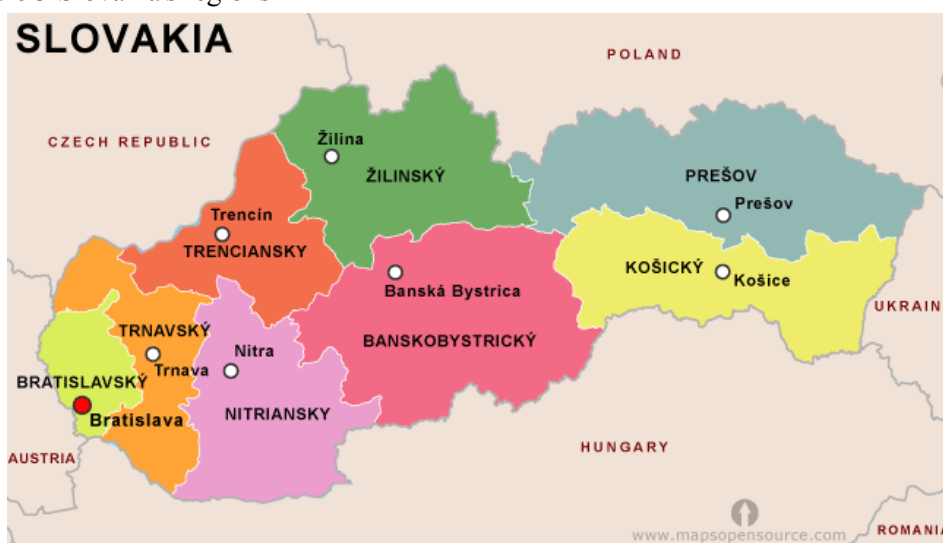 SLOVAKIA
POLAND
CZECH REPUBLIC
Žilina
ŽILINSKÝ
PREŠOV
Prešov
Trencín
TRENCIANSKY
KOŠICKÝ
Košice
Banská Bystrica
UKRAIN
TRNAVSKÝ
Trnava
BANSKOBYSTRICKÝ
Nitra
BRATISLAVSKÝ
Bratislava
NITRIANSKY
HUNGARY
AUSTRIA
www.mapsopensource.com
ROMANIA